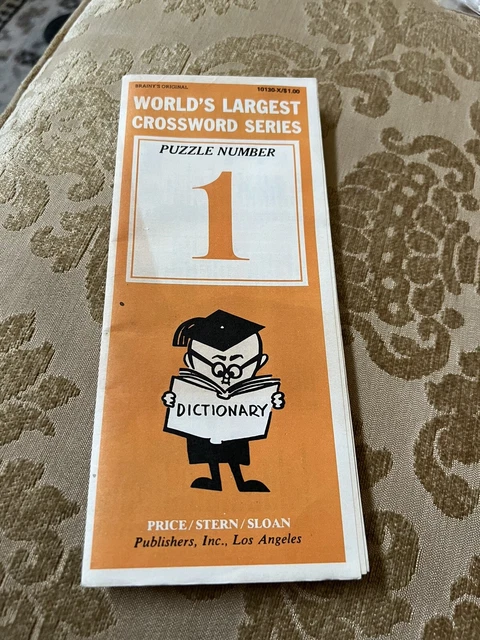 BRAINY'S ORIGINAL
10130-X/$1.00
WORLD'S LARGEST
CROSSWORD SERIES
PUZZLE NUMBER
1
DICTIONARY
PRICE/STERN/SLOAN
Publishers, Inc., Los Angeles